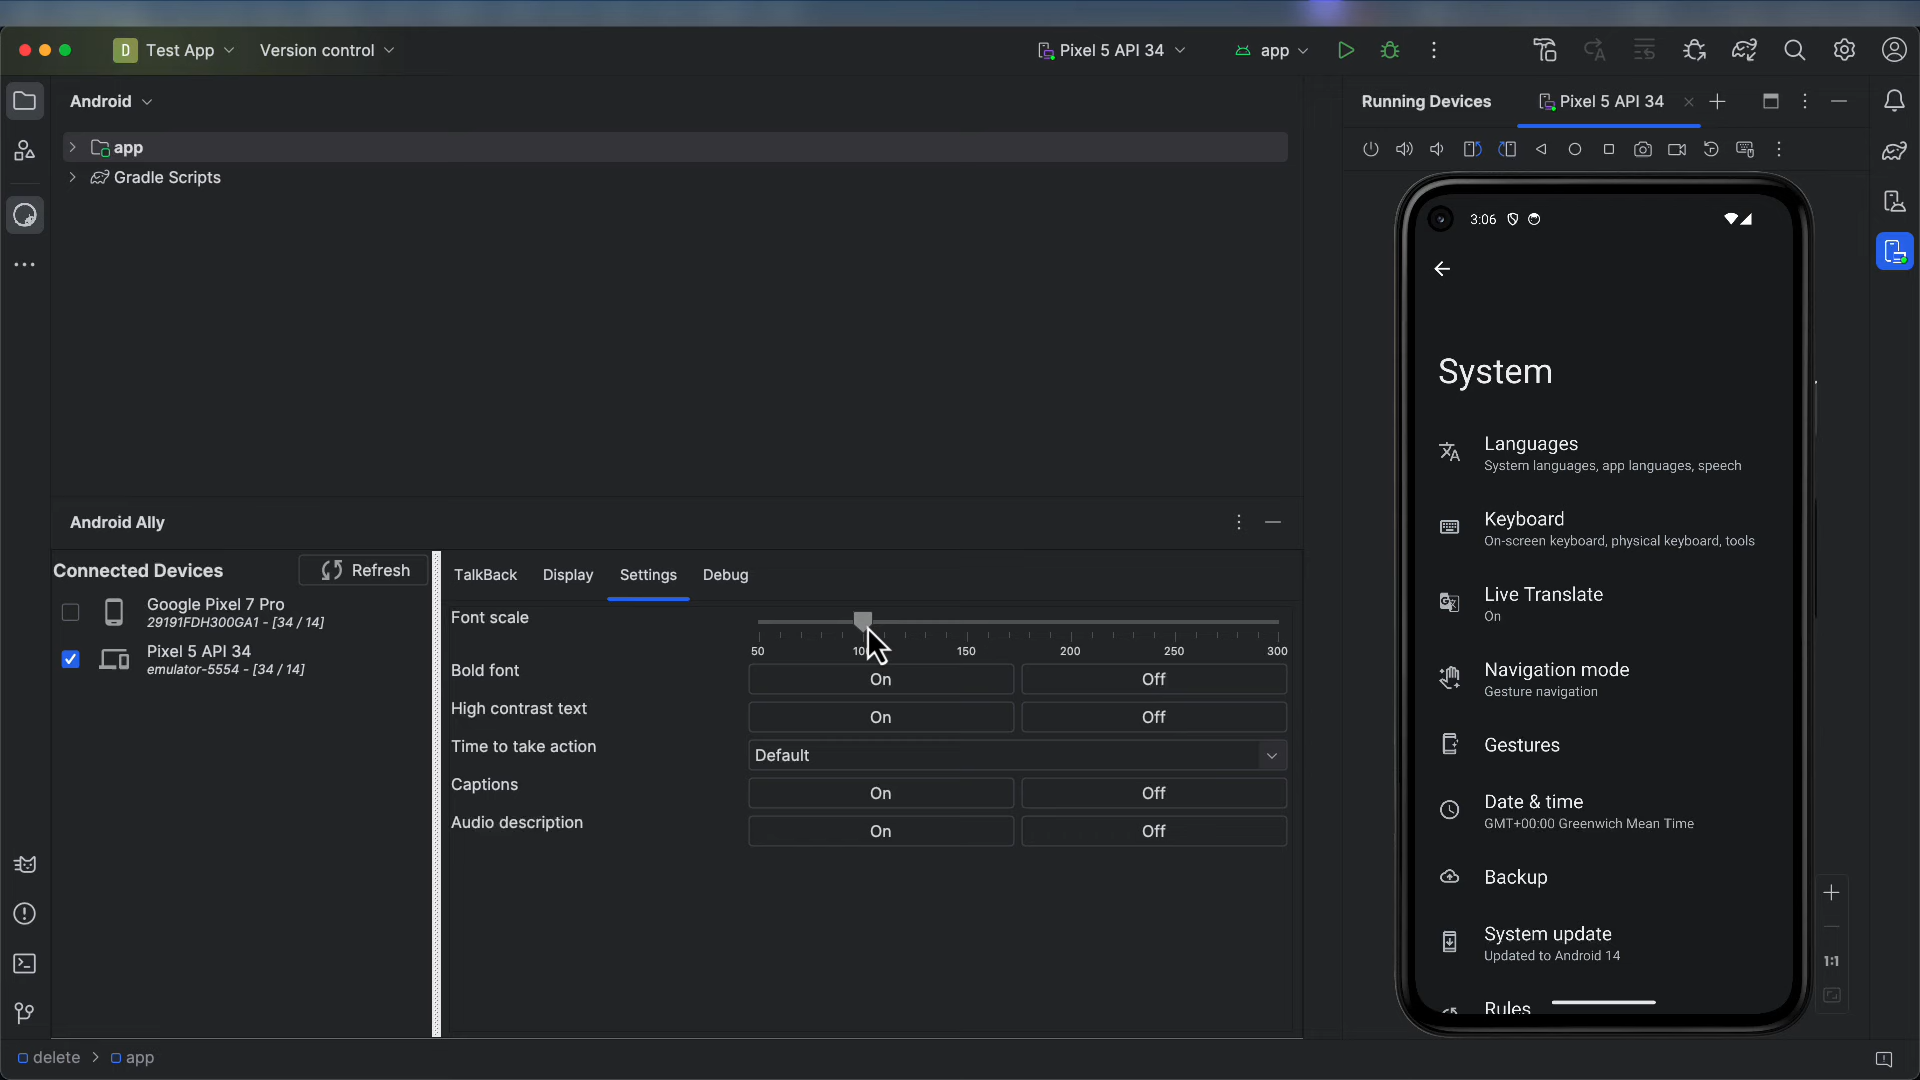 D Test App
Version control
Pixel 5 API 34
app
Android
app
Gradle Scripts
Android Ally
Connected Devices
Refresh
Google Pixel 7 Pro
29191FDH300GA1 - [34 / 14]
Pixel 5 API 34
emulator-5554 - [34 / 14]
TalkBack Display Settings Debug
Font scale
50 150 200 250 300
Bold font
On Off
High contrast text
On Off
Time to take action
Default
Captions
On Off
Audio description
On Off
delete > app
Running Devices
Pixel 5 API 34
3:06
System
Languages
System languages, app languages, speech
Keyboard
On-screen keyboard, physical keyboard, tools
Live Translate
On
Navigation mode
Gesture navigation
Gestures
Date & time
GMT+00:00 Greenwich Mean Time
Backup
System update
Updated to Android 14
Rules
1:1